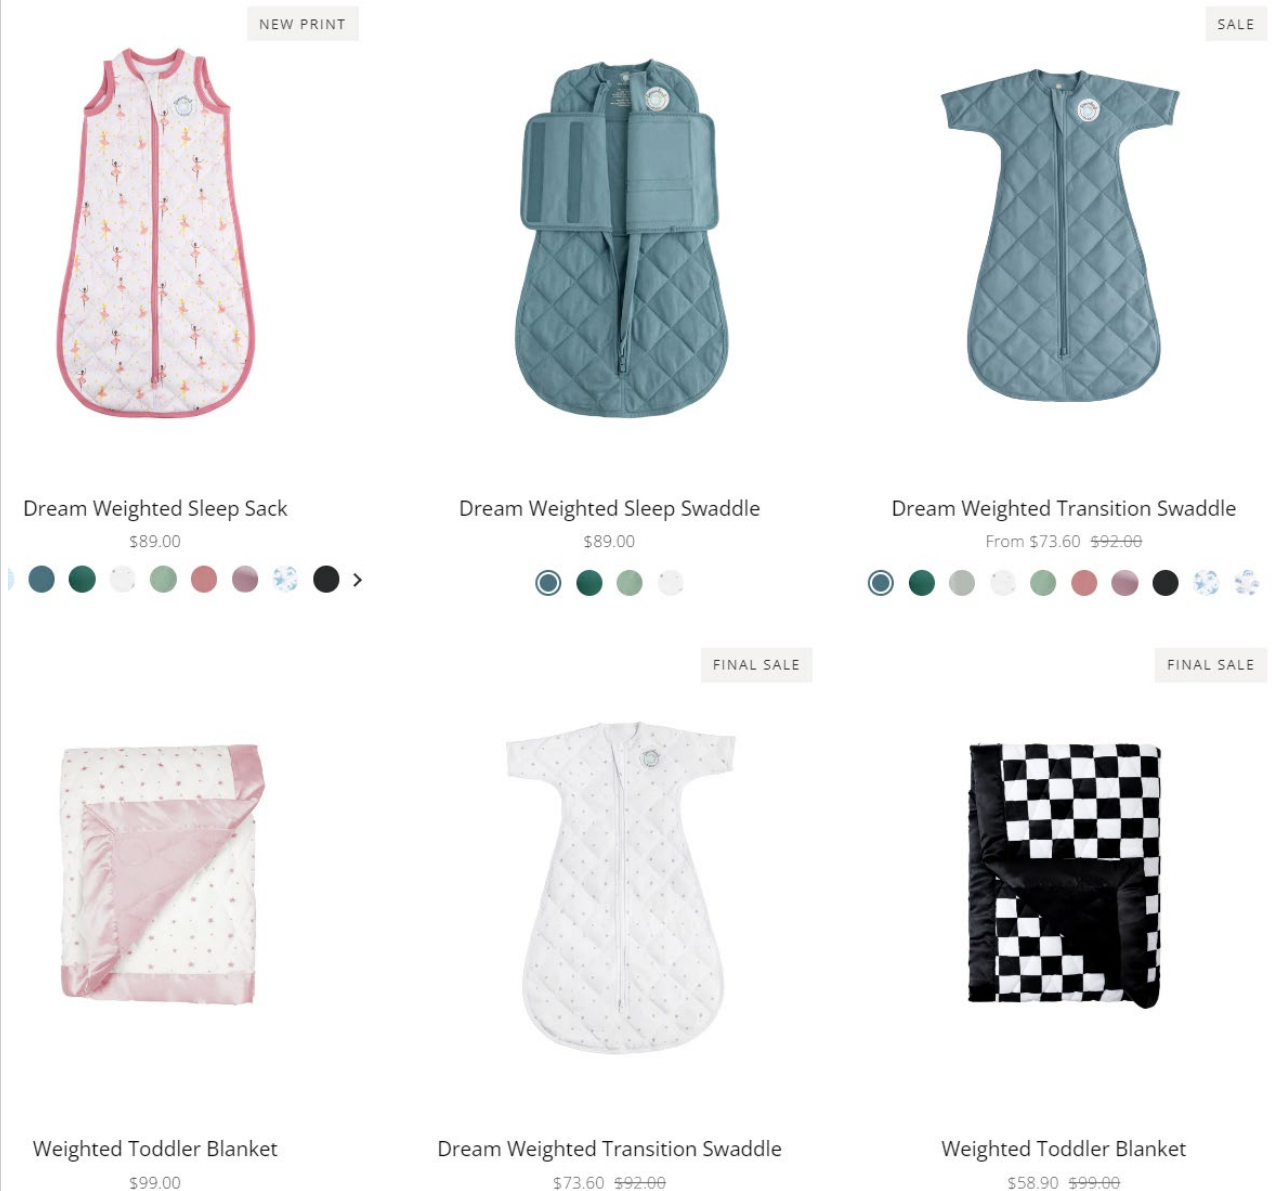 NEW PRINT
SALE
Dream Weighted Sleep Sack
$89.00
Dream Weighted Sleep Swaddle
$89.00
Dream Weighted Transition Swaddle
From $73.60 $92.00
FINAL SALE
FINAL SALE
Weighted Toddler Blanket
$99.00
Dream Weighted Transition Swaddle
$73.60 $92.00
Weighted Toddler Blanket
$58.90 $99.00